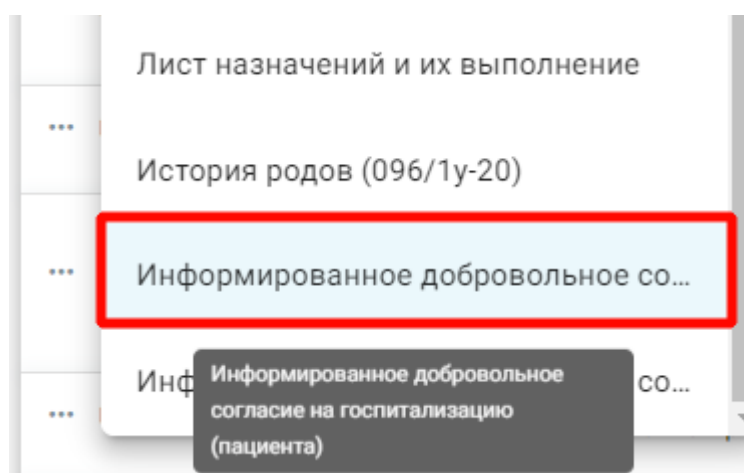 Лист назначений и их выполнение
История родов (096/1у-20)
Информированное добровольное со...
Инф
со...
Информированное добровольное
согласие на госпитализацию
(пациента)